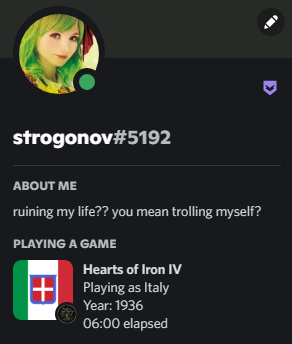 strogonov#5192
ABOUT ME
ruining my life?? you mean trolling myself?
PLAYING A GAME
Hearts of Iron IV
Playing as Italy
Year: 1936
06:00 elapsed